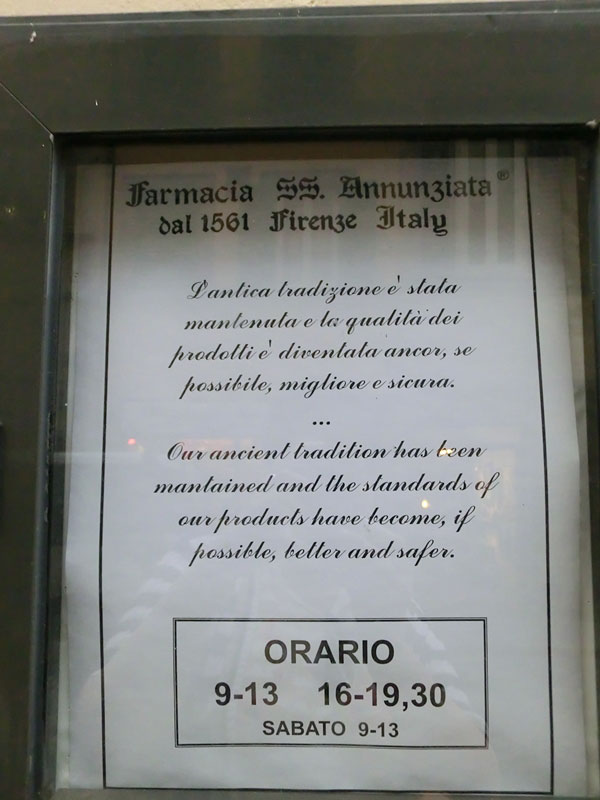 Farmacia SS. Annunziata®
dal 1561 Firenze Italy
L'antica tradizione è stata
mantenuta e la qualità dei
prodotti è diventata ancor, se
possibile, migliore e sicura.
...
Our ancient tradition has been
mantained and the standards of
our products have become, if
possible, better and safer.
ORARIO
9-13 16-19,30
SABATO 9-13